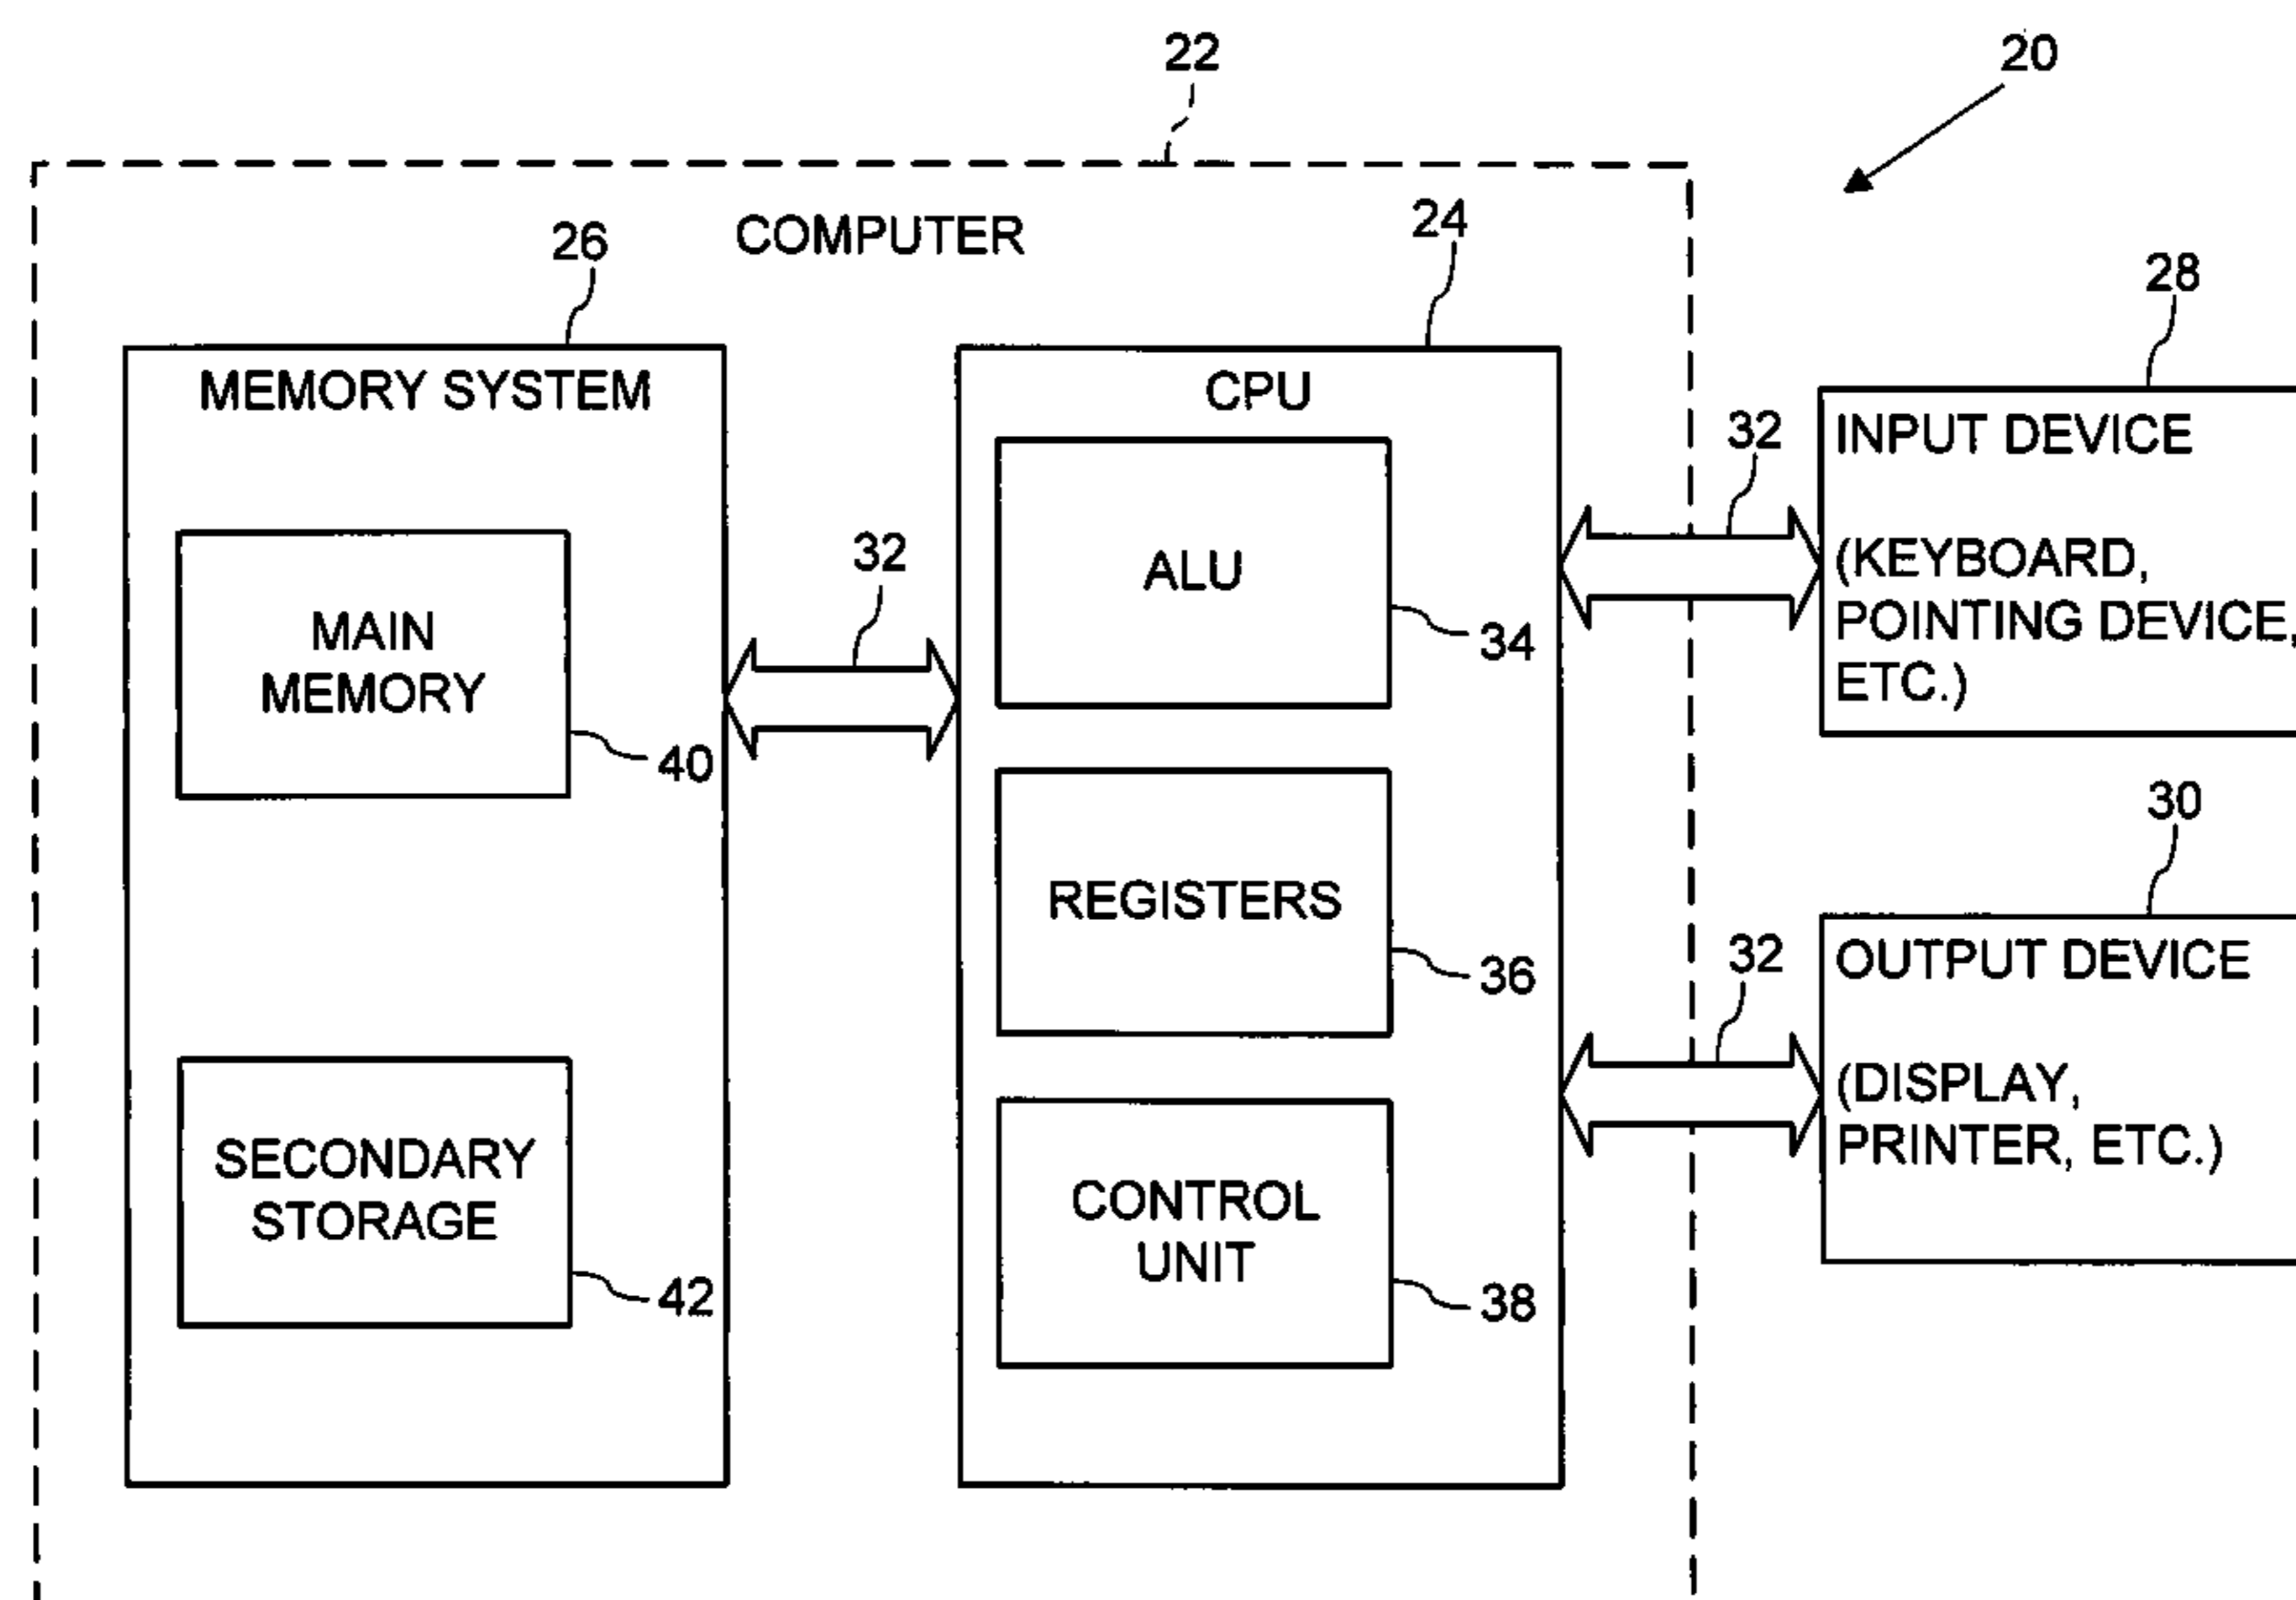 22
20
COMPUTER
26
24
28
MEMORY SYSTEM
CPU
INPUT DEVICE
(KEYBOARD,
POINTING DEVICE,
ETC.)
32
32
ALU
34
MAIN
MEMORY
40
30
REGISTERS
36
OUTPUT DEVICE
(DISPLAY,
PRINTER, ETC.)
32
SECONDARY
STORAGE
42
CONTROL
UNIT
38